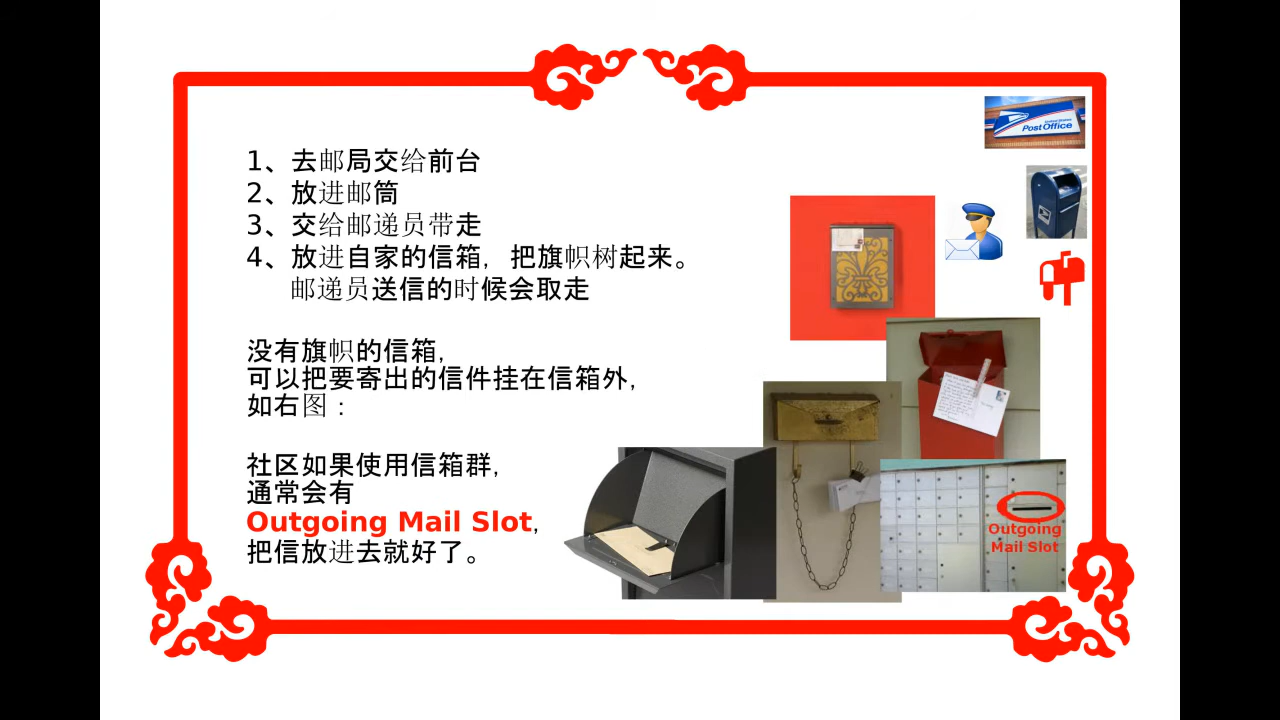 1、去邮局交给前台
2、放进邮筒
3、交给邮递员带走
4、放进自家的信箱，把旗帜树起来。
邮递员送信的时候会取走
没有旗帜的信箱，
可以把要寄出的信件挂在信箱外，
如右图：
社区如果使用信箱群，
通常会有
Outgoing Mail Slot，
把信放进去就好了。
United States
Post Office
Outgoing
Mail Slot